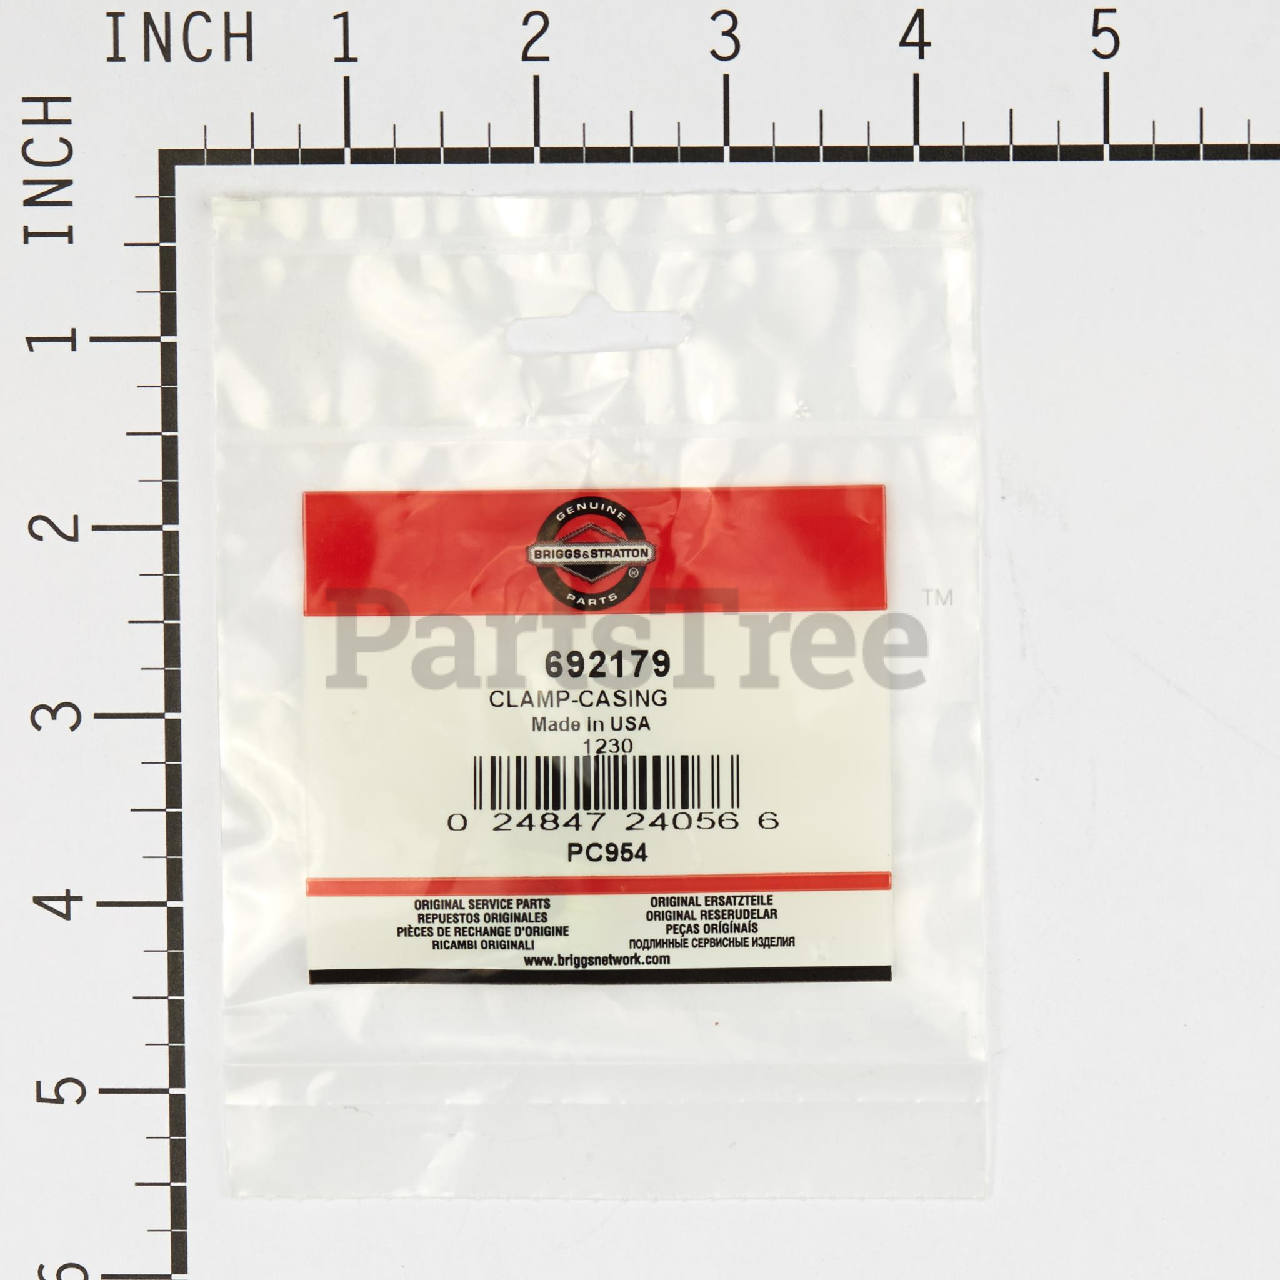 INCH 1 2 3 4 5
INCH
1
2
3
4
5
6
GENUINE
BRIGGS&STRATTON
®
PARTS
PartsTree™
692179
CLAMP-CASING
Made In USA
1230
0 24847 24056 6
PC954
ORIGINAL SERVICE PARTS
REPUESTOS ORIGINALES
PIÈCES DE RECHANGE D'ORIGINE
RICAMBI ORIGINALI
ORIGINAL ERSATZTEILE
ORIGINAL RESERUDELAR
PEÇAS ORÍGÍNAÍS
ПОДЛИННЫЕ СЕРВИСНЫЕ ИЗДЕЛИЯ
www.briggsnetwork.com